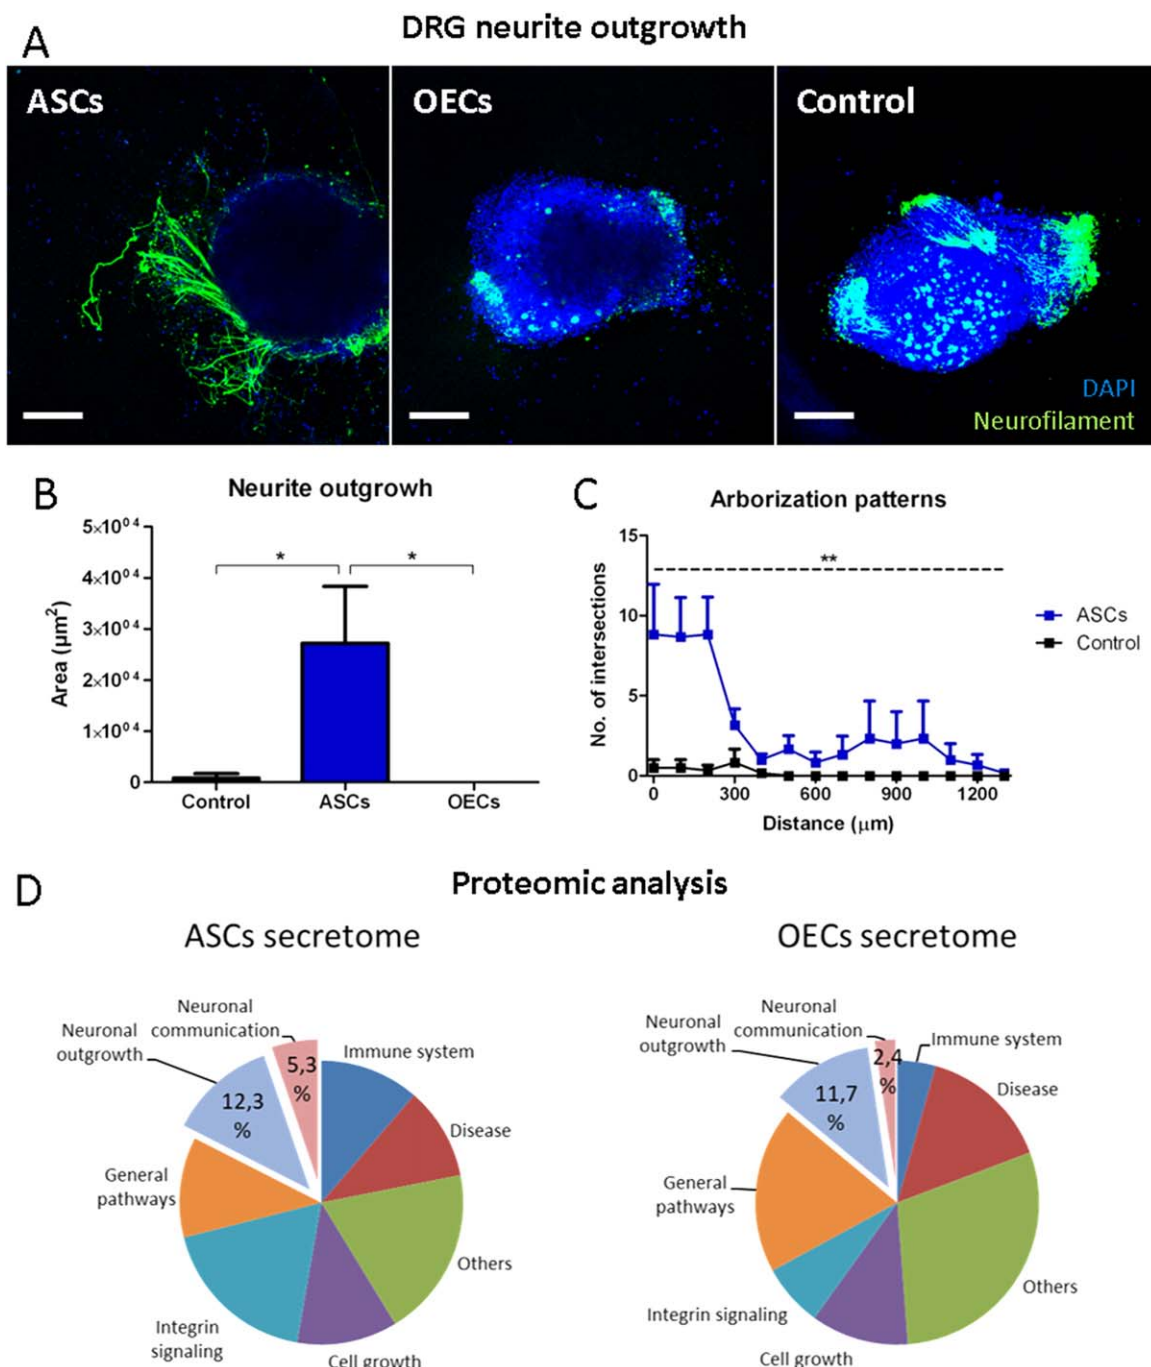 A
DRG neurite outgrowth
ASCs
OECs
Control
DAPI
Neurofilament
B
Neurite outgrowh
5×10⁰⁴
4×10⁰⁴
3×10⁰⁴
2×10⁰⁴
1×10⁰⁴
0
Area (μm²)
*
*
Control
ASCs
OECs
C
Arborization patterns
15
10
5
0
No. of intersections
**
0
300
600
900
1200
Distance (μm)
ASCs
Control
D
Proteomic analysis
ASCs secretome
Neuronal
communication
Neuronal
outgrowth
5,3
%
12,3
%
Immune system
Disease
General
pathways
Others
Integrin
signaling
Cell growth
OECs secretome
Neuronal
communication
Neuronal
outgrowth
2,4
%
11,7
%
Immune system
Disease
General
pathways
Others
Integrin signaling
Cell growth